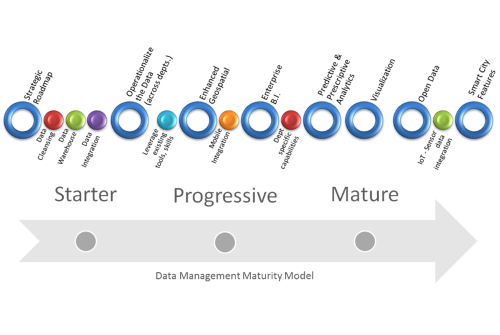 Strategic
Roadmap
Data
Cleansing
Data
Warehouse
Data
Integration
Operationalize
the Data
(across depts.)
Leverage
existing
tools, skills
Enhanced
Geospatial
Mobile
Integration
Enterprise
B.I.
Dept
specific
capabilities
Predictive &
Prescriptive
Analytics
Visualization
Open Data
IoT - Sensor
data
integration
Smart City
Features
Starter
Progressive
Mature
Data Management Maturity Model